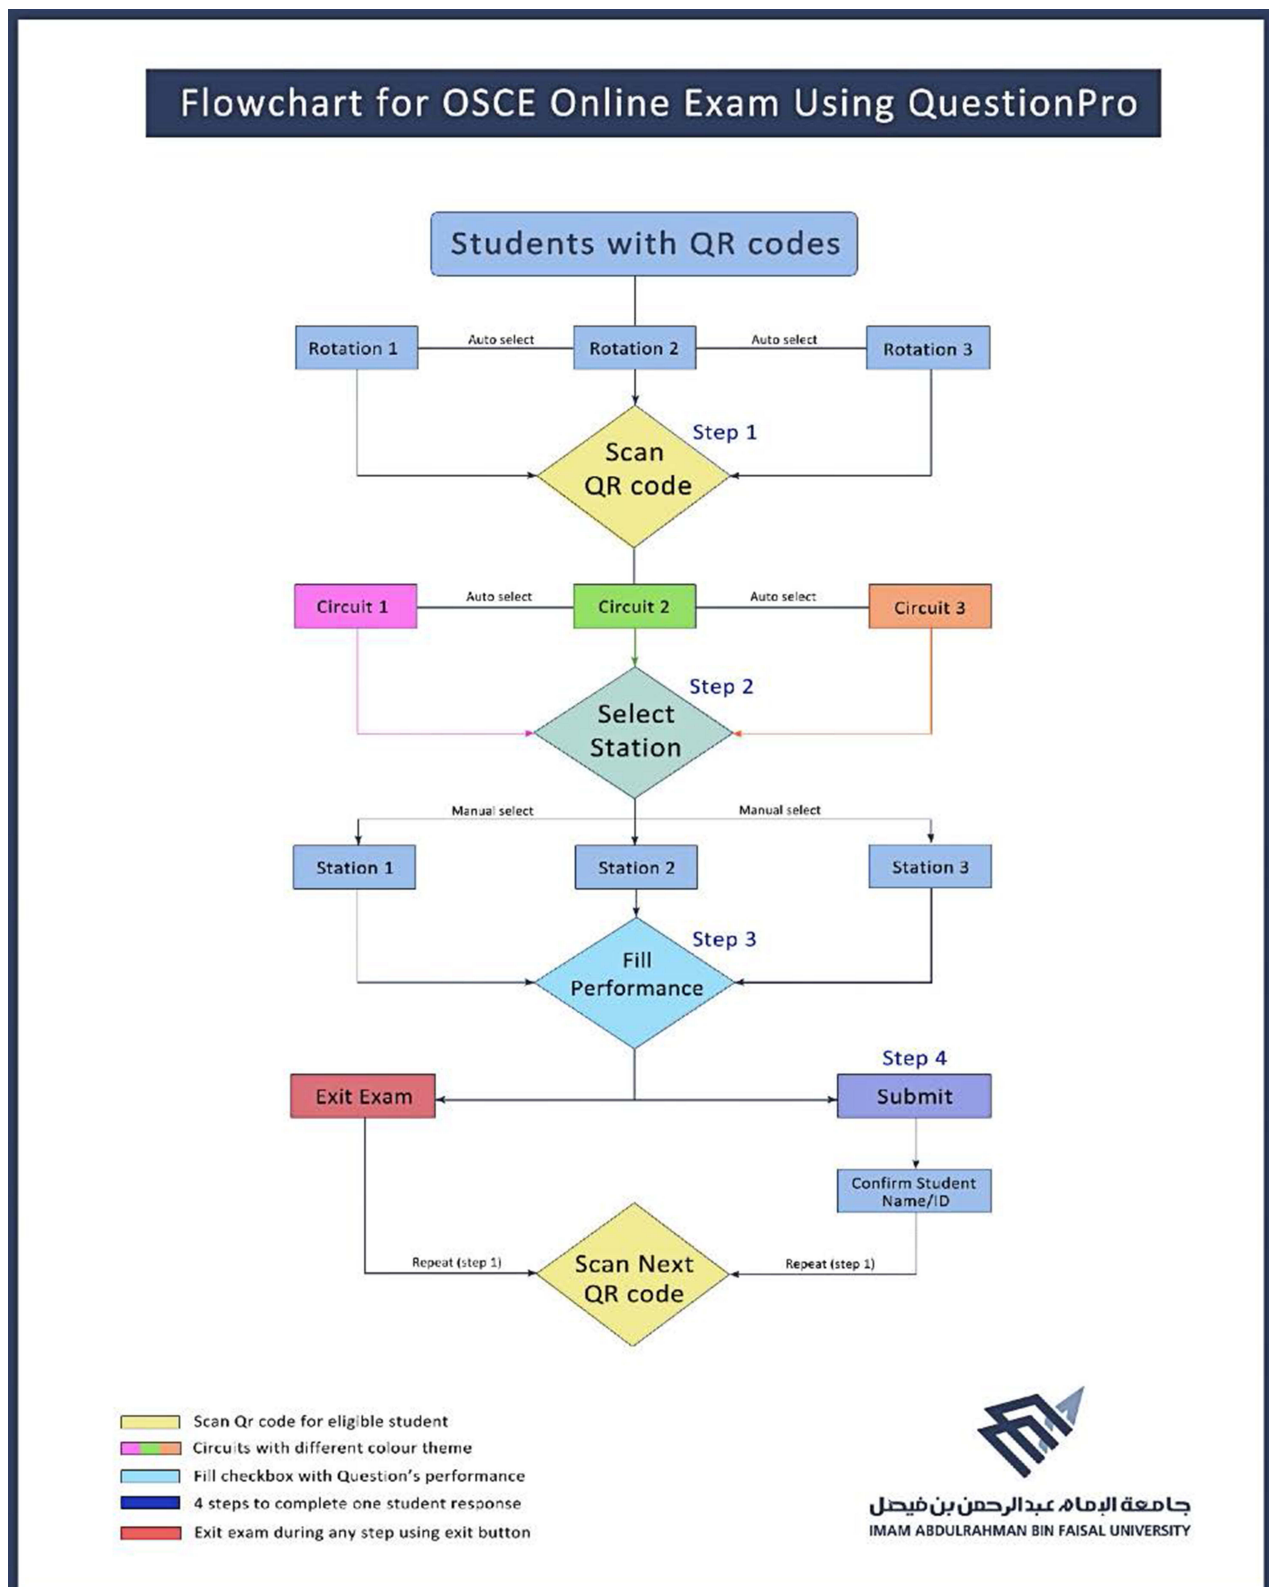 Flowchart for OSCE Online Exam Using QuestionPro
Students with QR codes
Rotation 1
Auto select
Rotation 2
Auto select
Rotation 3
Step 1
Scan
QR code
Circuit 1
Auto select
Circuit 2
Auto select
Circuit 3
Step 2
Select
Station
Manual select
Manual select
Station 1
Station 2
Station 3
Step 3
Fill
Performance
Step 4
Exit Exam
Submit
Confirm Student
Name/ID
Scan Next
QR code
Repeat (step 1)
Repeat (step 1)
Scan Qr code for eligible student
Circuits with different colour theme
Fill checkbox with Question's performance
4 steps to complete one student response
Exit exam during any step using exit button
جامعة الإمام عبدالرحمن بن فيصل
IMAM ABDULRAHMAN BIN FAISAL UNIVERSITY